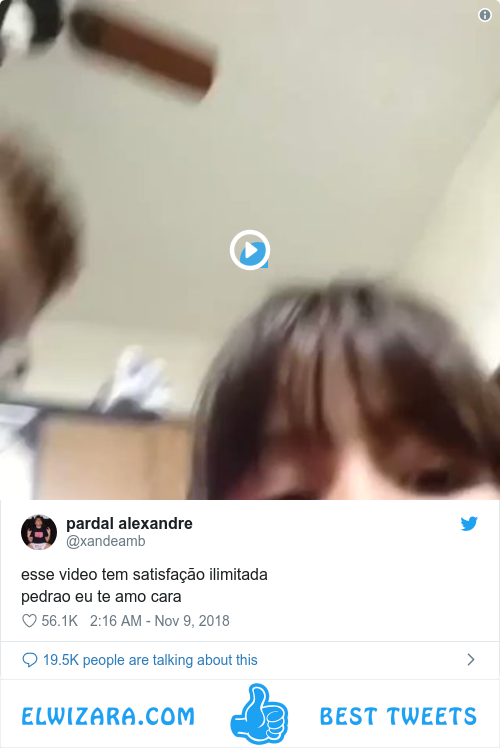 pardal alexandre
@xandeamb
esse video tem satisfação ilimitada
pedrao eu te amo cara
56.1K 2:16 AM - Nov 9, 2018
19.5K people are talking about this
ELWIZARA.COM BEST TWEETS